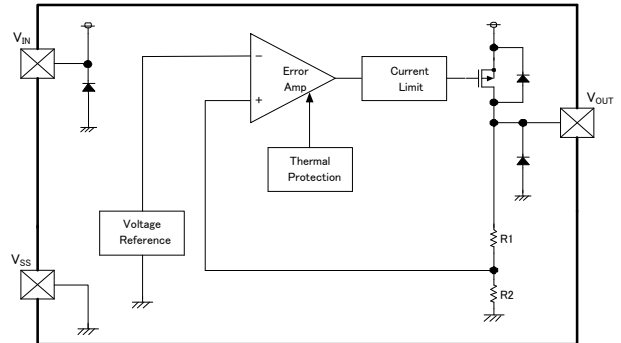 VIN
−
Error
Amp
+
Current
Limit
VOUT
Thermal
Protection
Voltage
Reference
R1
VSS
R2